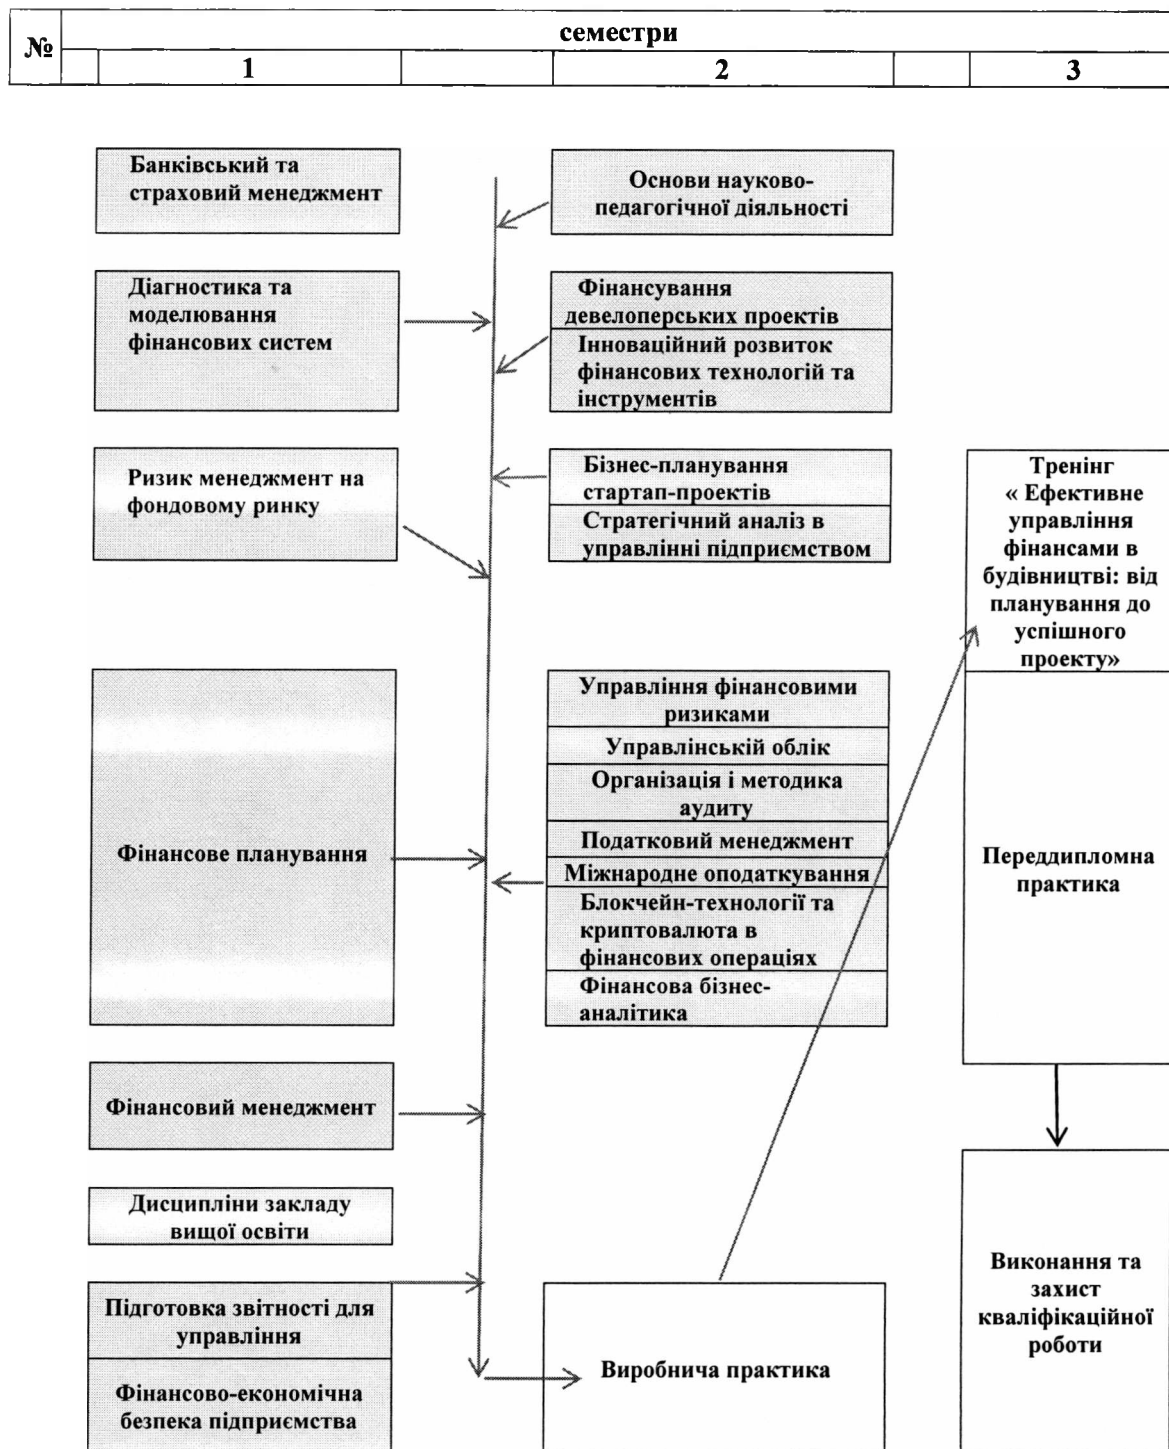 №
семестри
1
2
3
Банківський та
страховий менеджмент
Діагностика та
моделювання
фінансових систем
Ризик менеджмент на
фондовому ринку
Фінансове планування
Фінансовий менеджмент
Дисципліни закладу
вищої освіти
Підготовка звітності для
управління
Фінансово-економічна
безпека підприємства
Основи науково-
педагогічної діяльності
Фінансування
девелоперських проектів
Інноваційний розвиток
фінансових технологій та
інструментів
Бізнес-планування
стартап-проектів
Стратегічний аналіз в
управлінні підприємством
Управління фінансовими
ризиками
Управлінській облік
Організація і методика
аудиту
Податковий менеджмент
Міжнародне оподаткування
Блокчейн-технології та
криптовалюта в
фінансових операціях
Фінансова бізнес-
аналітика
Виробнича практика
Тренінг
« Ефективне
управління
фінансами в
будівництві: від
планування до
успішного
проекту»
Переддипломна
практика
Виконання та
захист
кваліфікаційної
роботи